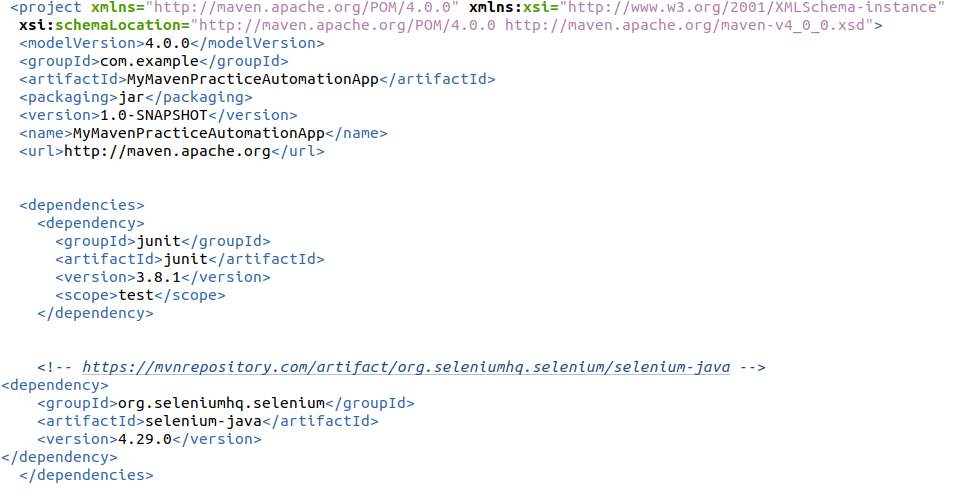 <project xmlns="http://maven.apache.org/POM/4.0.0" xmlns:xsi="http://www.w3.org/2001/XMLSchema-instance"
xsi:schemaLocation="http://maven.apache.org/POM/4.0.0 http://maven.apache.org/maven-v4_0_0.xsd">
<modelVersion>4.0.0</modelVersion>
<groupId>com.example</groupId>
<artifactId>MyMavenPracticeAutomationApp</artifactId>
<packaging>jar</packaging>
<version>1.0-SNAPSHOT</version>
<name>MyMavenPracticeAutomationApp</name>
<url>http://maven.apache.org</url>
<dependencies>
<dependency>
<groupId>junit</groupId>
<artifactId>junit</artifactId>
<version>3.8.1</version>
<scope>test</scope>
</dependency>
<!-- https://mvnrepository.com/artifact/org.seleniumhq.selenium/selenium-java -->
<dependency>
<groupId>org.seleniumhq.selenium</groupId>
<artifactId>selenium-java</artifactId>
<version>4.29.0</version>
</dependency>
</dependencies>